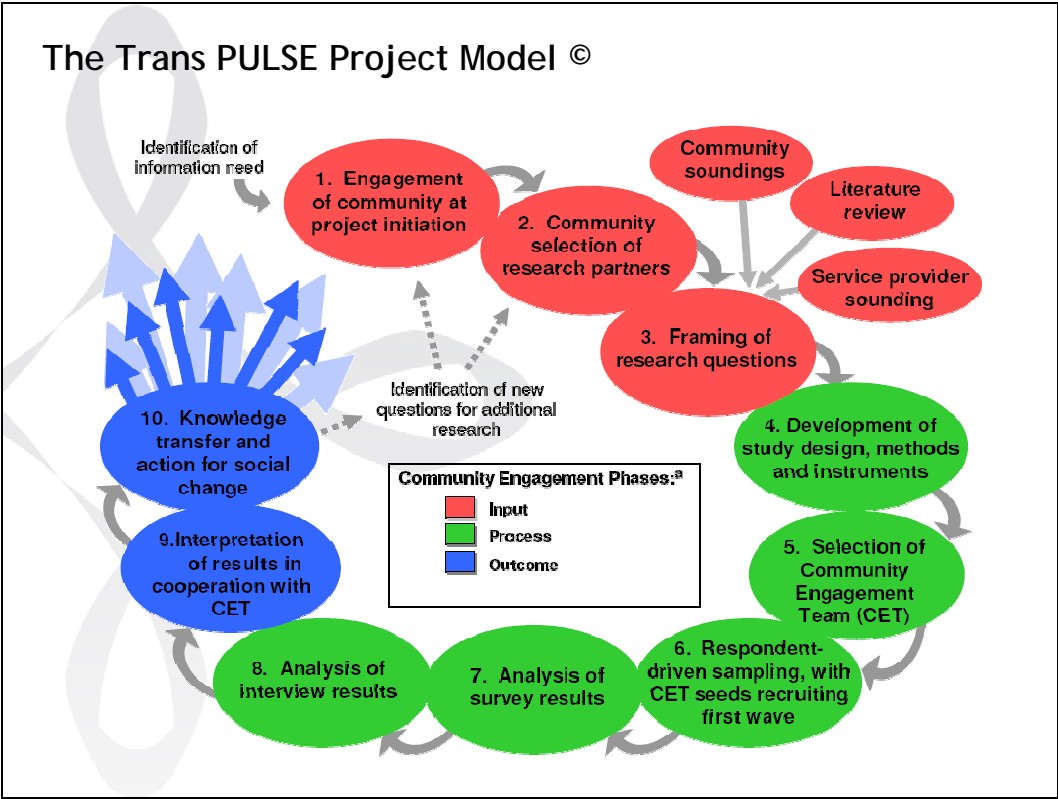 The Trans PULSE Project Model ©
Identification of
information need
1. Engagement
of community at
project initiation
2. Community
selection of
research partners
Community
soundings
Literature
review
Service provider
sounding
3. Framing of
research questions
4. Development of
study design, methods
and instruments
5. Selection of
Community
Engagement
Team (CET)
6. Respondent-
driven sampling, with
CET seeds recruiting
first wave
7. Analysis of
survey results
8. Analysis of
interview results
9.Interpretation
of results in
cooperation with
CET
10. Knowledge
transfer and
action for social
change
Identification of new
questions for additional
research
Community Engagement Phases:ª
Input
Process
Outcome